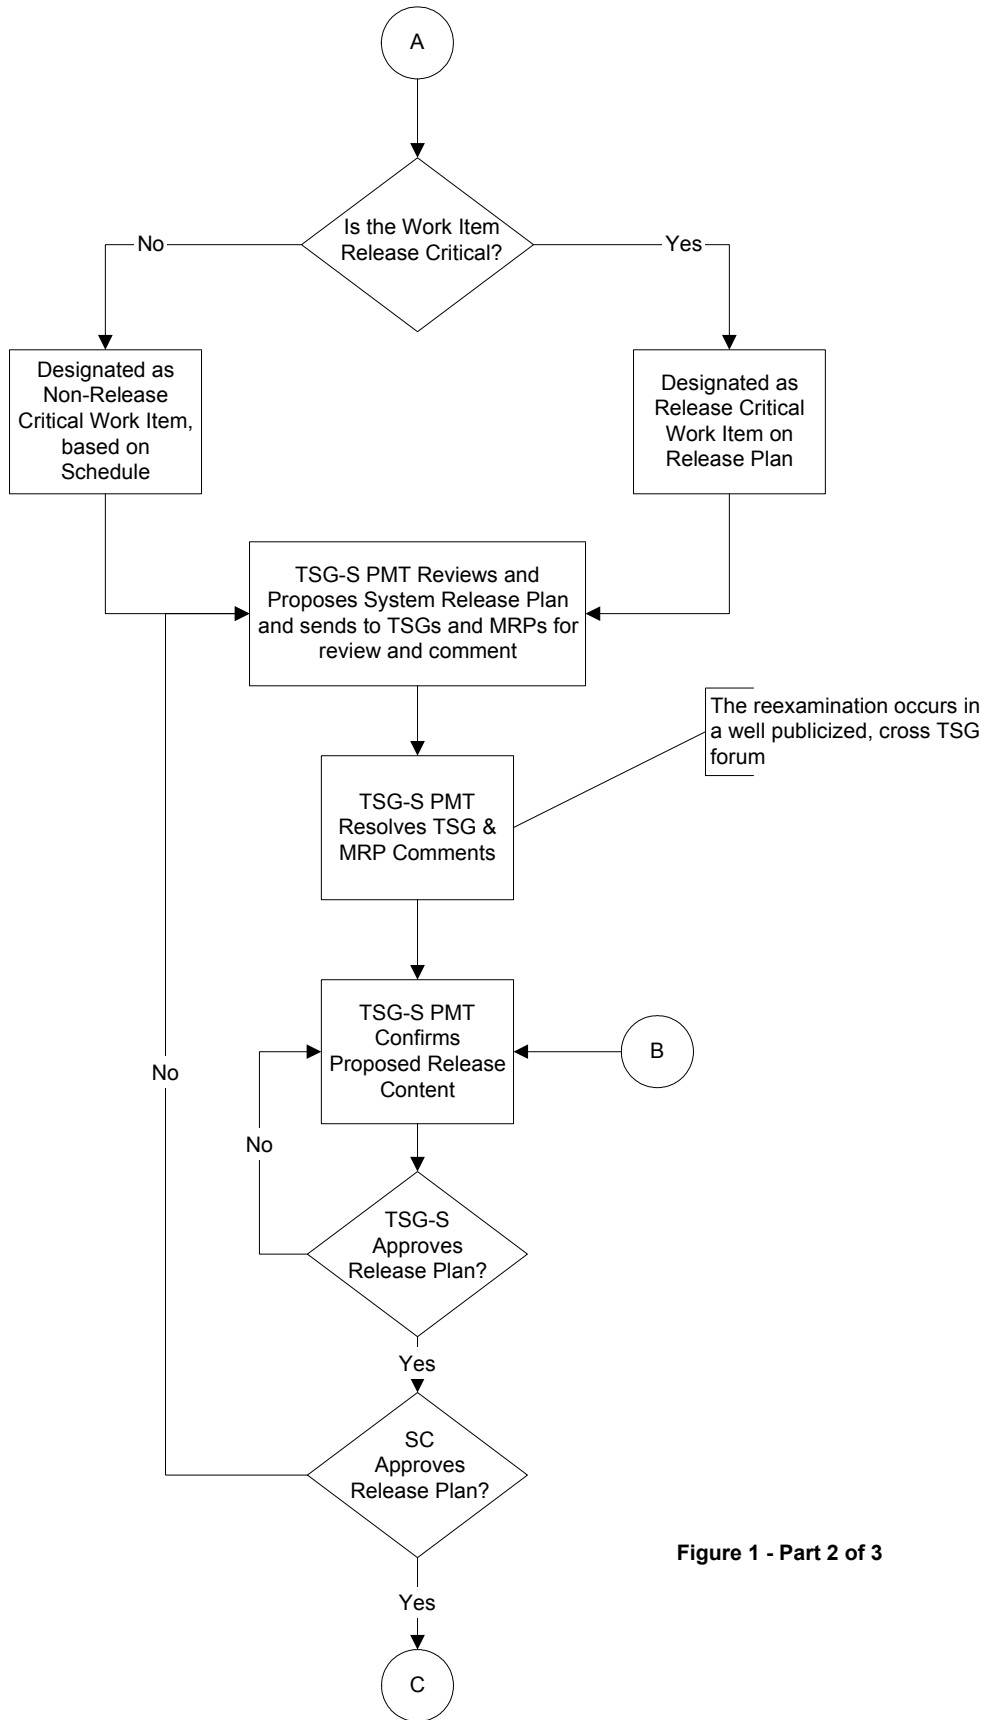 A
Is the Work Item
Release Critical?
No
Yes
Designated as
Non-Release
Critical Work Item,
based on
Schedule
Designated as
Release Critical
Work Item on
Release Plan
TSG-S PMT Reviews and
Proposes System Release Plan
and sends to TSGs and MRPs for
review and comment
The reexamination occurs in
a well publicized, cross TSG
forum
TSG-S PMT
Resolves TSG &
MRP Comments
TSG-S PMT
Confirms
Proposed Release
Content
B
No
No
TSG-S
Approves
Release Plan?
Yes
SC
Approves
Release Plan?
Figure 1 - Part 2 of 3
Yes
C